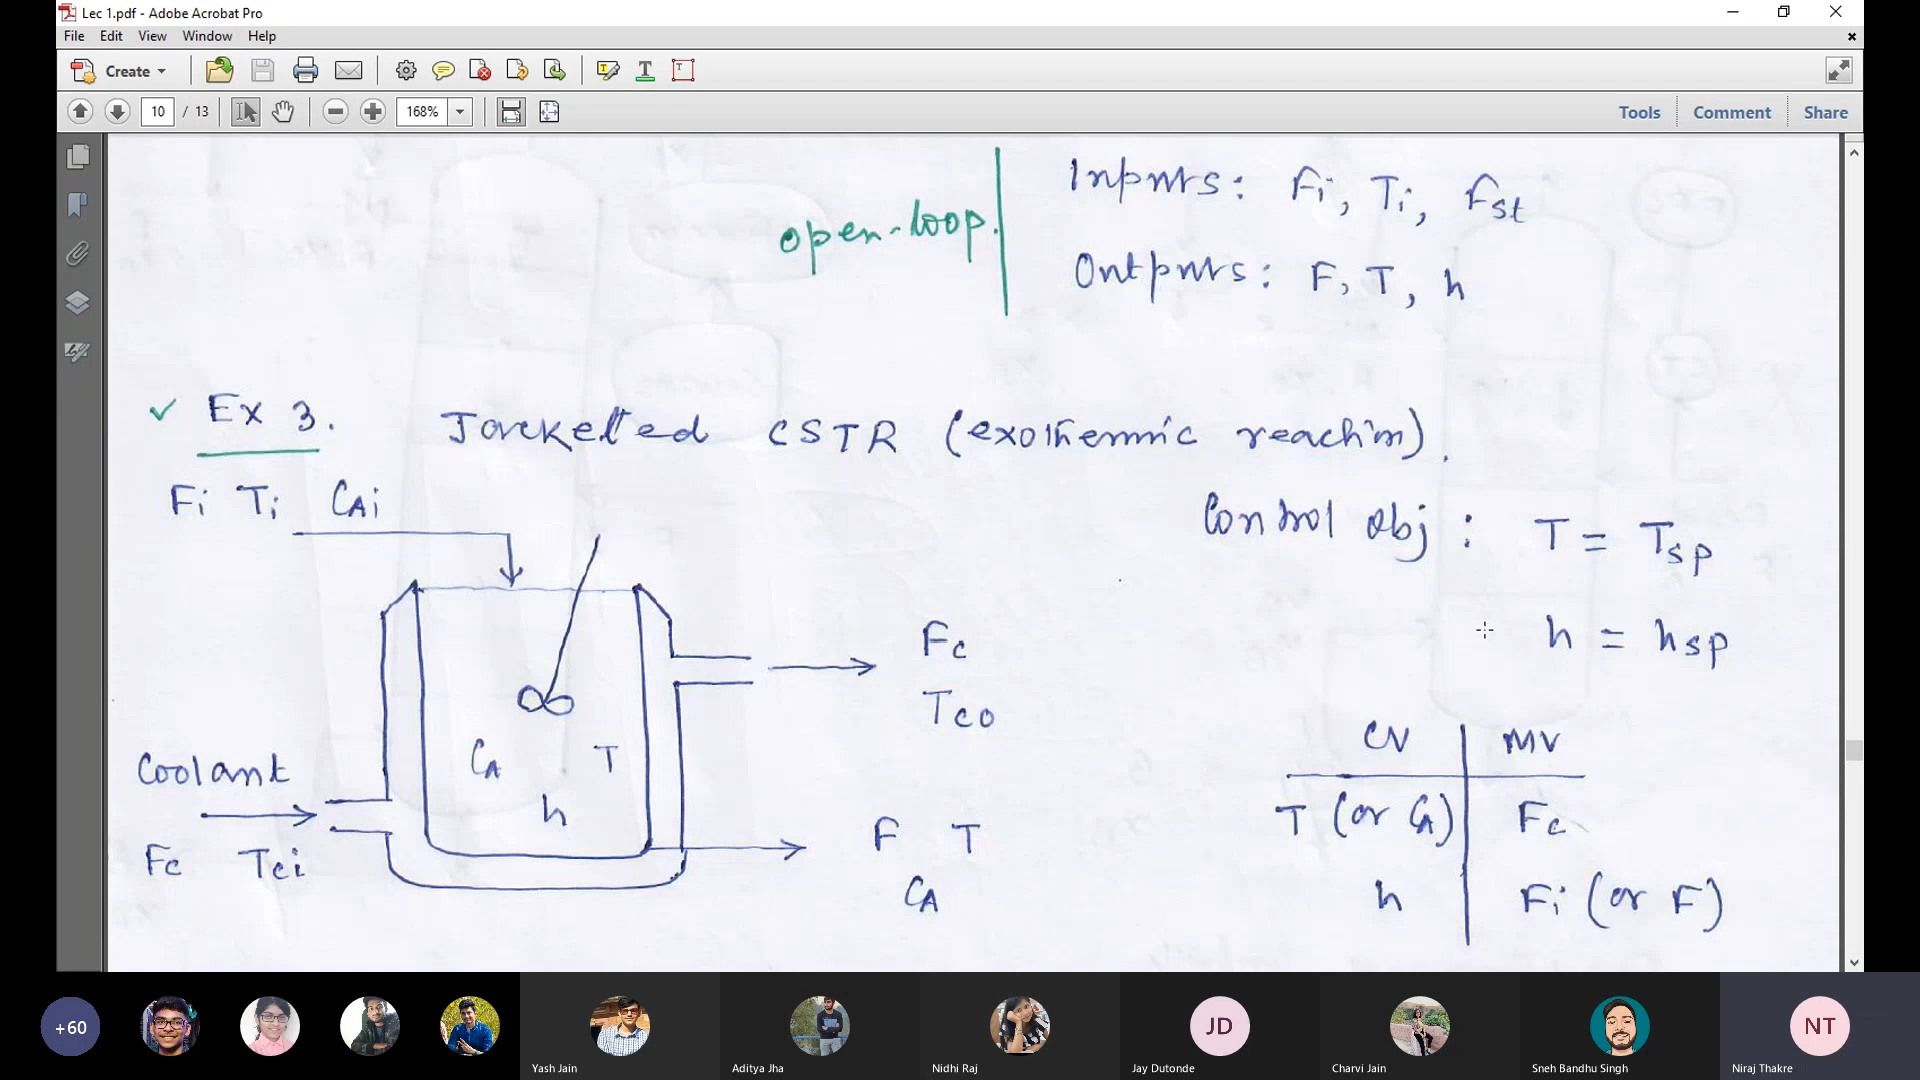 Lec 1.pdf - Adobe Acrobat Pro
File Edit View Window Help
Create
10 / 13 168% Tools Comment Share
Inputs: Fi, Ti, Fst
open-loop.
Outputs: F, T, h
✓ Ex 3. Jacketted CSTR (exothermic reaction).
Fi Ti CAi
Control obj : T = Tsp
h = hsp
Fc
Tco
CA T
h
Coolant
Fc Tci
F T
CA
CV MV
T (or CA) Fc
h Fi (or F)
+60
Yash Jain
Aditya Jha
Nidhi Raj
JD
Jay Dutonde
Charvi Jain
Sneh Bandhu Singh
NT
Niraj Thakre